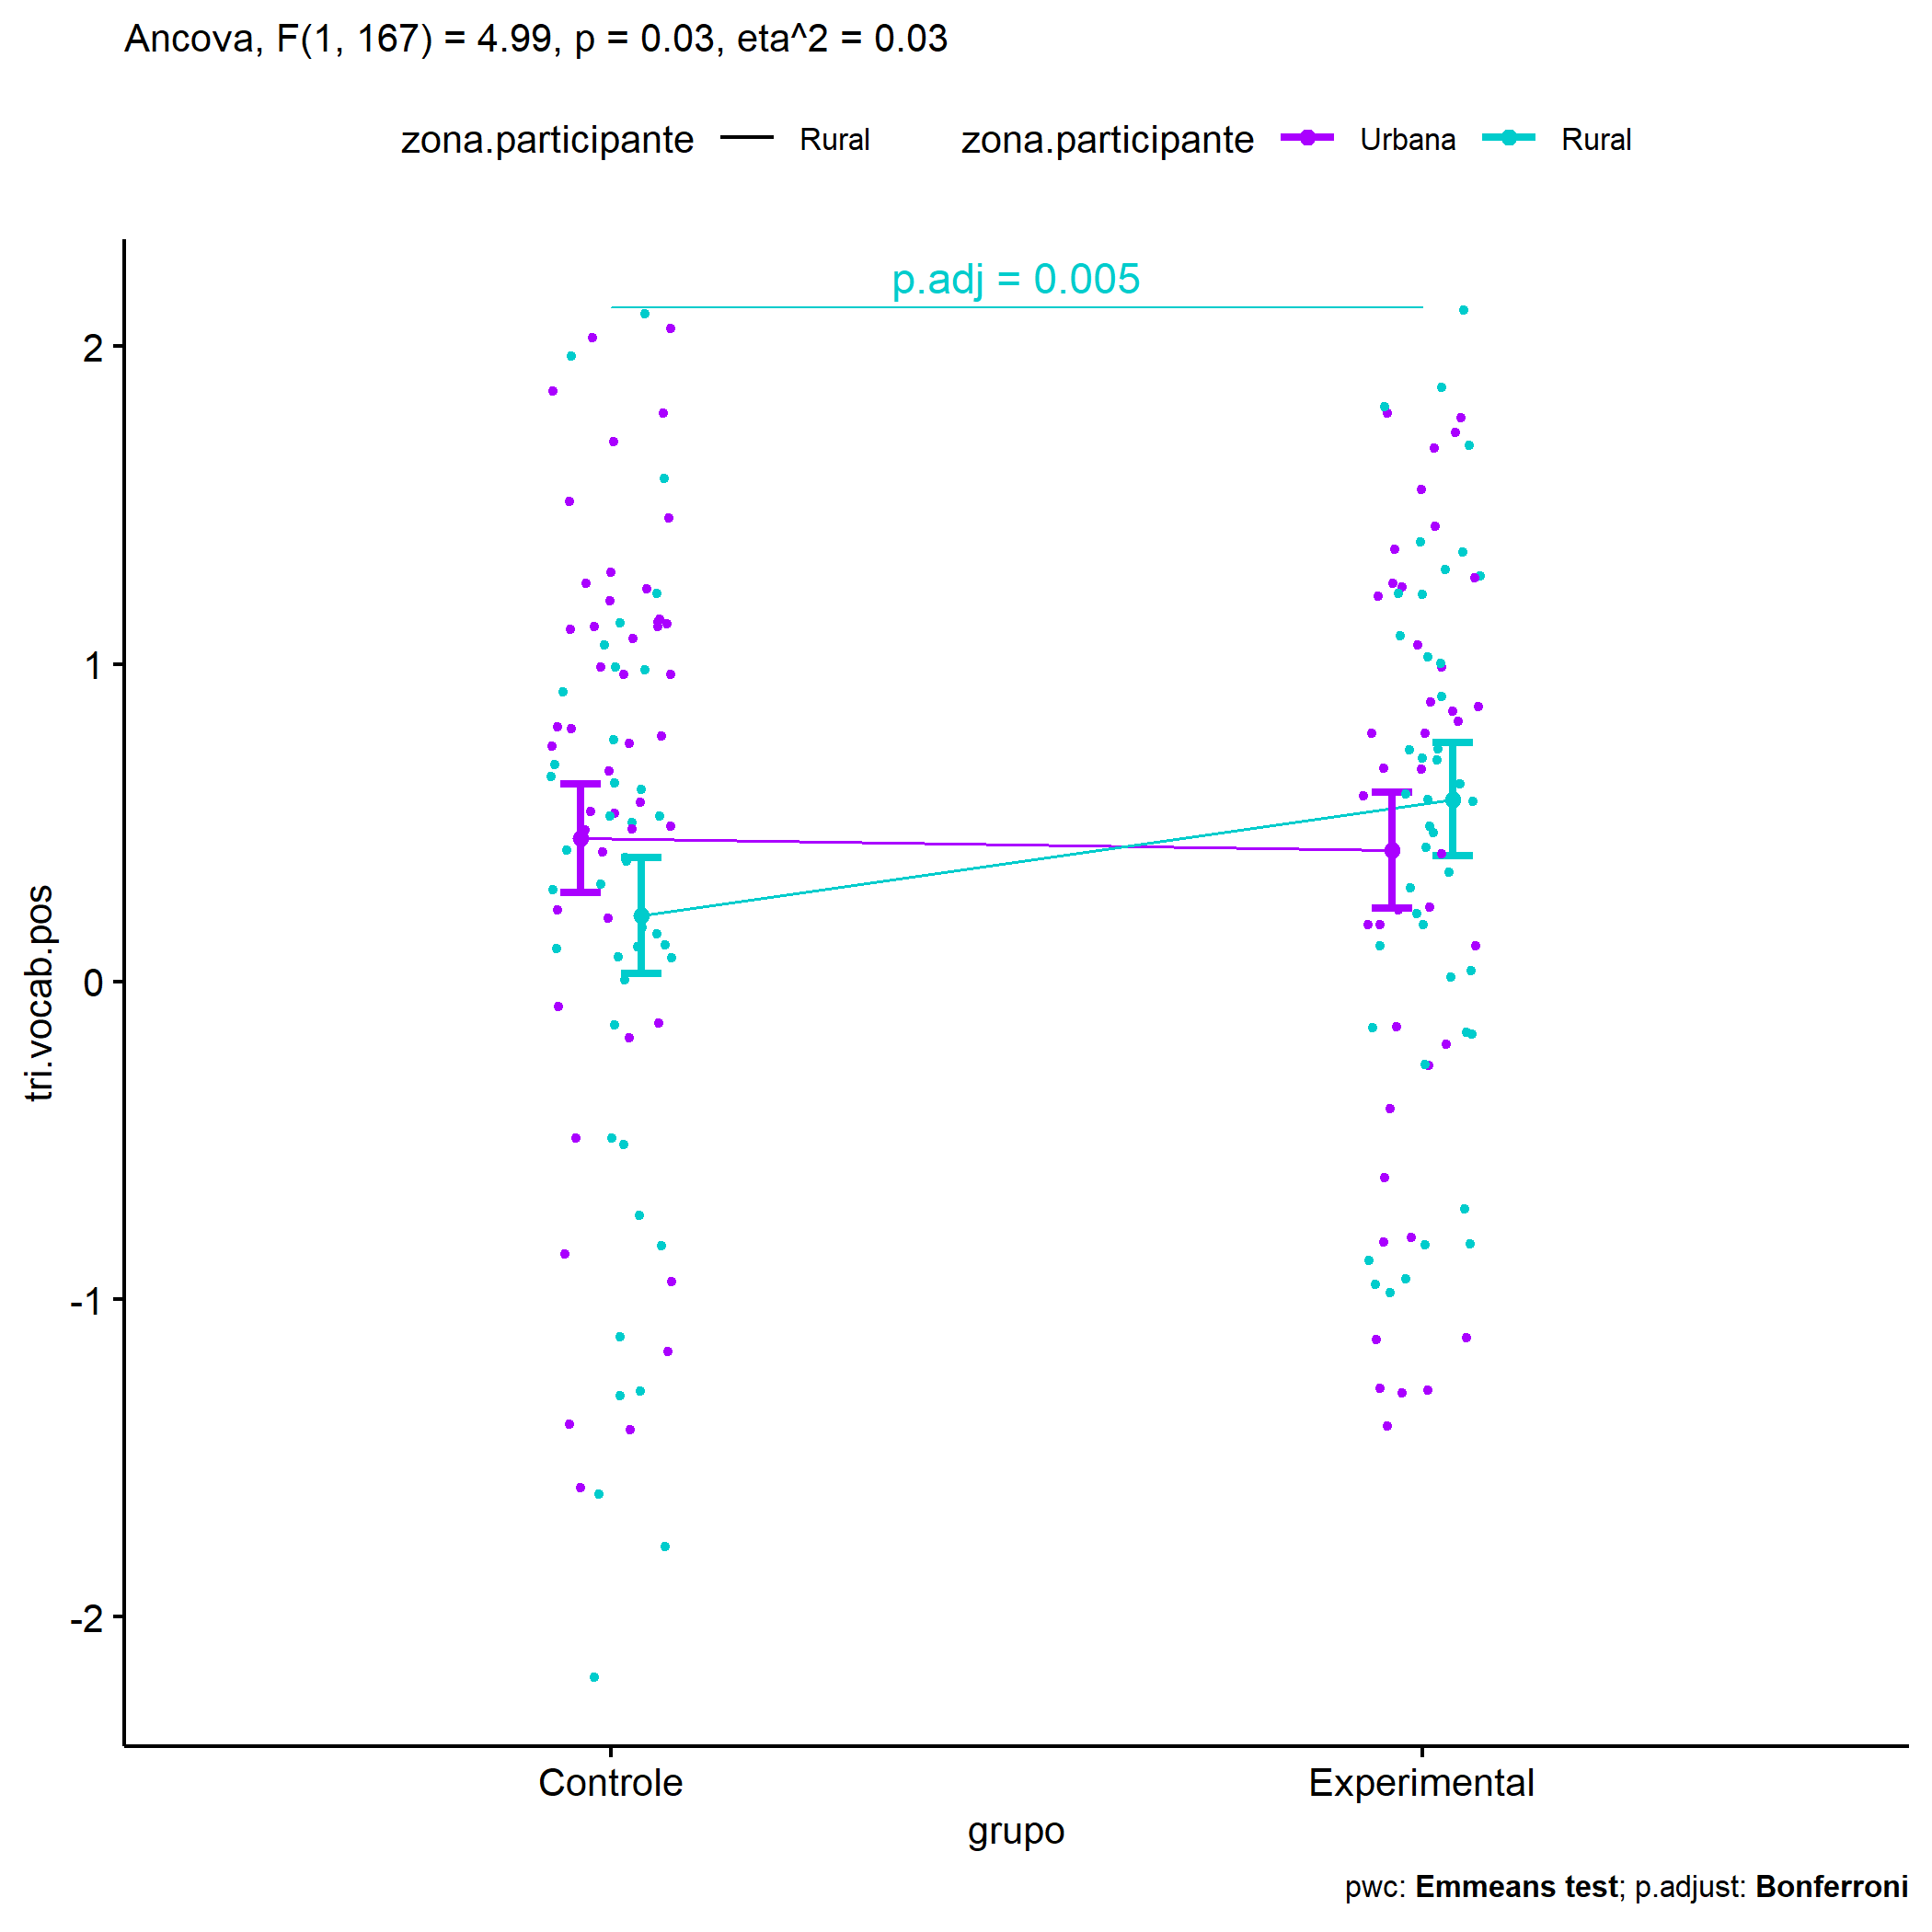 Ancova, F(1, 167) = 4.99, p = 0.03, eta^2 = 0.03
zona.participante Rural zona.participante Urbana Rural
p.adj = 0.005
2
1
0
-1
-2
tri.vocab.pos
Controle Experimental
grupo
pwc: Emmeans test; p.adjust: Bonferroni